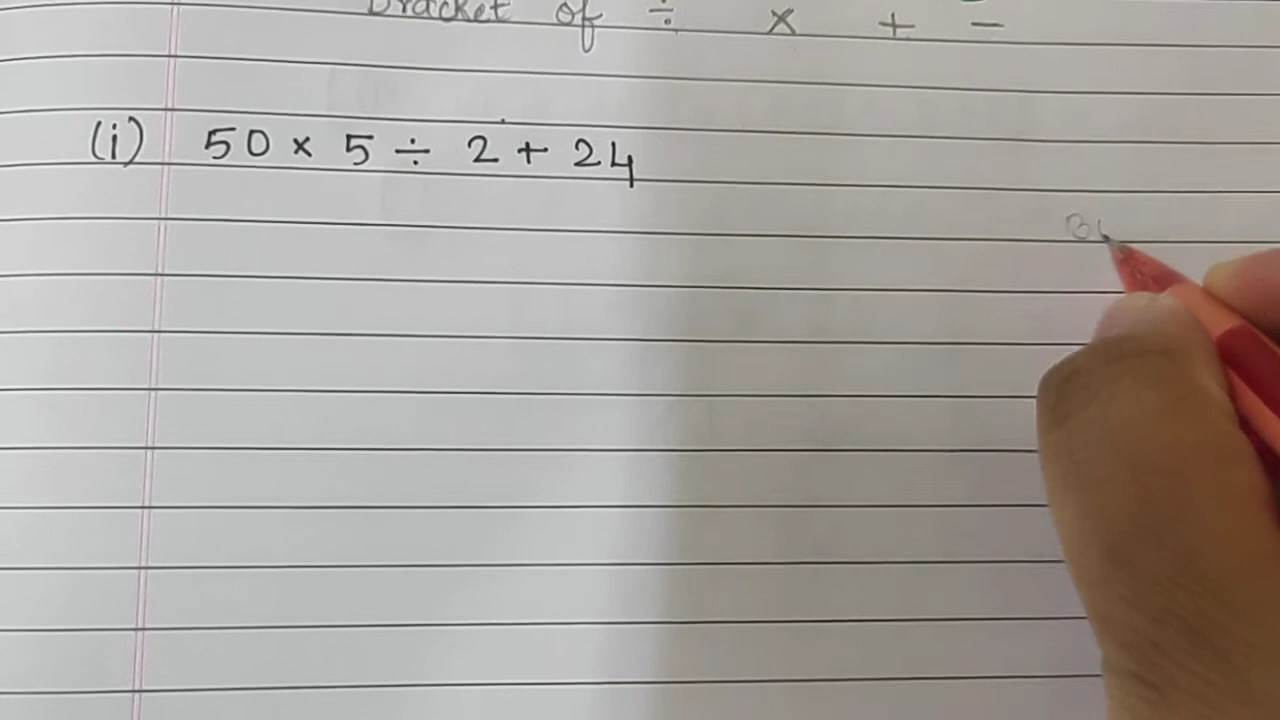 Bracket of ÷ × + -
(i) 50 × 5 ÷ 2 + 24